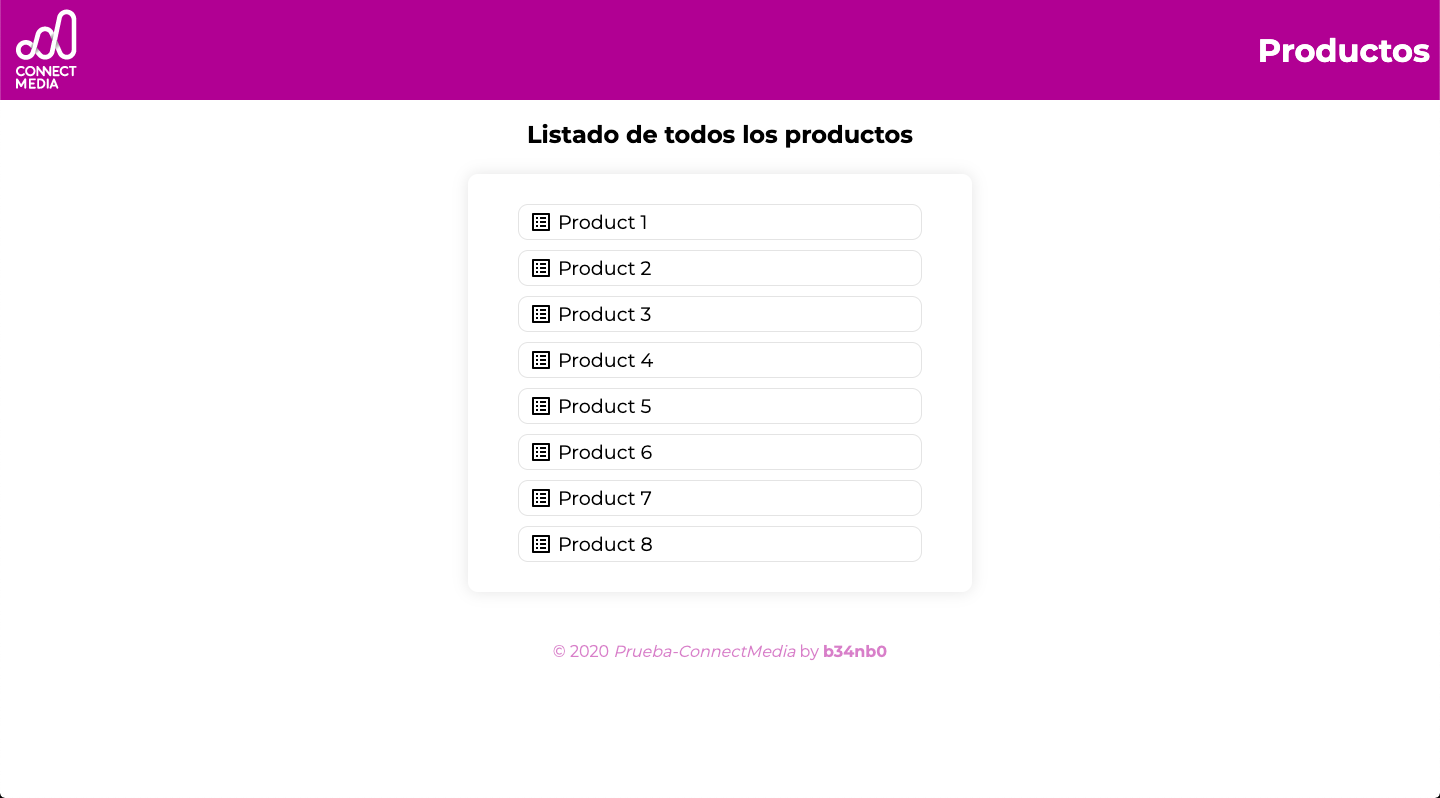 CONNECT
MEDIA
Productos
Listado de todos los productos
Product 1
Product 2
Product 3
Product 4
Product 5
Product 6
Product 7
Product 8
© 2020 Prueba-ConnectMedia by b34nb0